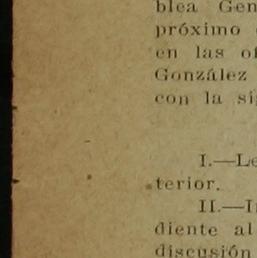 blea Gen
próximo
en las of
González
con la si
I.—Le
terior.
II.—I
diente al
discusión